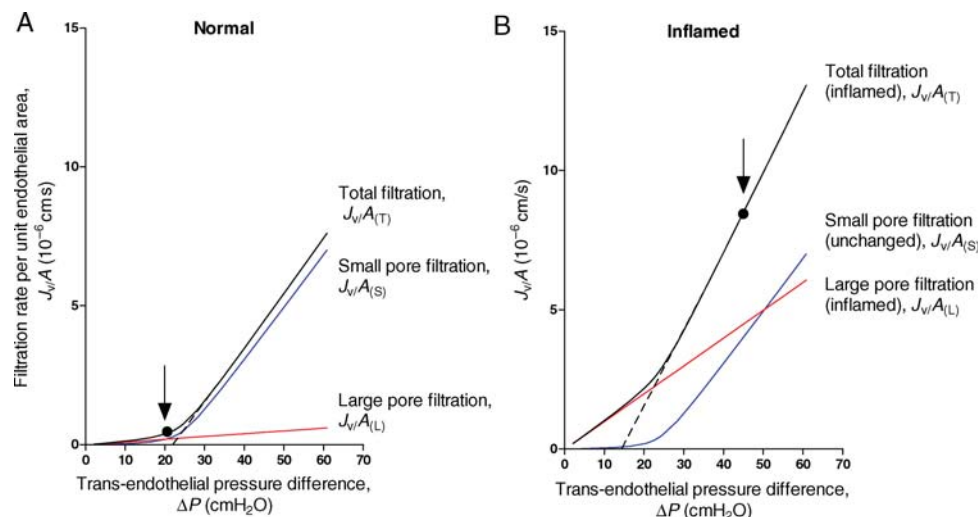 A
Normal
15
10
5
0
0 10 20 30 40 50 60 70
Filtration rate per unit endothelial area,
Jv/A (10−6 cm s)
Total filtration,
Jv/A(T)
Small pore filtration,
Jv/A(S)
Large pore filtration,
Jv/A(L)
Trans-endothelial pressure difference,
ΔP (cmH2O)
B
Inflamed
15
10
5
0
0 10 20 30 40 50 60 70
Jv/A (10−6 cm/s)
Total filtration
(inflamed), Jv/A(T)
Small pore filtration
(unchanged), Jv/A(S)
Large pore filtration
(inflamed), Jv/A(L)
Trans-endothelial pressure difference,
ΔP (cmH2O)